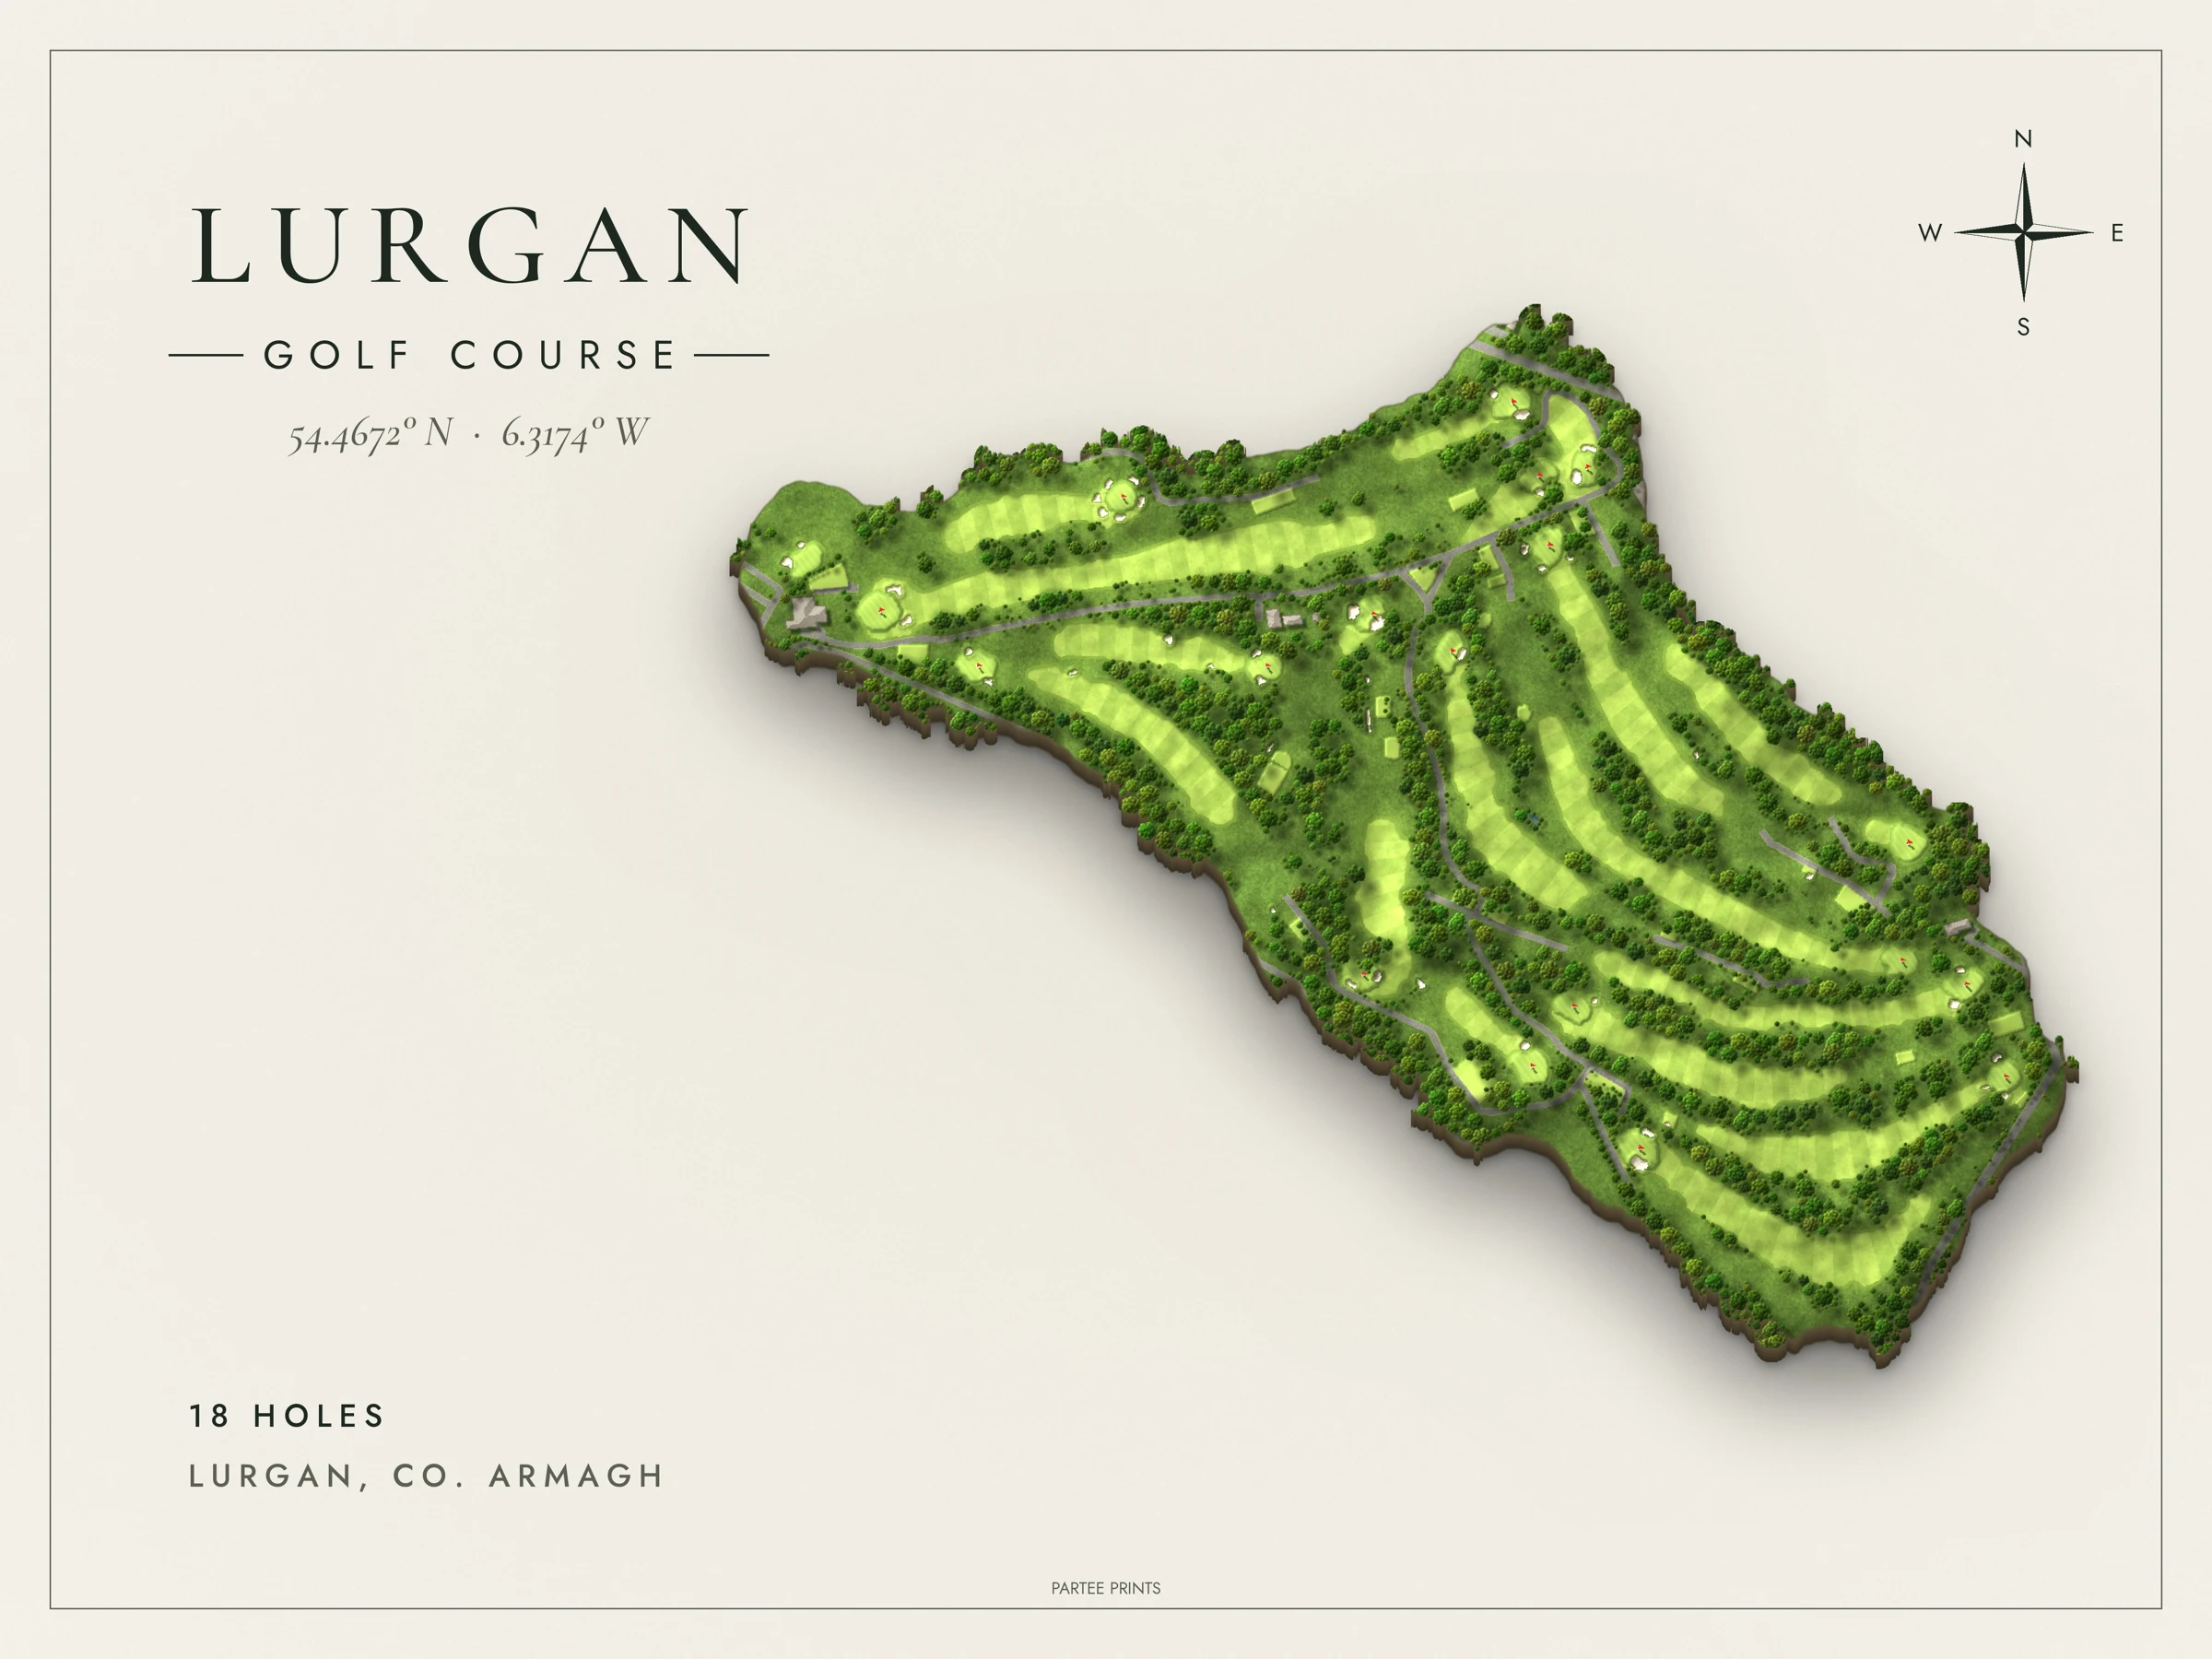 LURGAN
GOLF COURSE
54.4672° N · 6.3174° W
N
W E
S
18 HOLES
LURGAN, CO. ARMAGH
PARTEE PRINTS